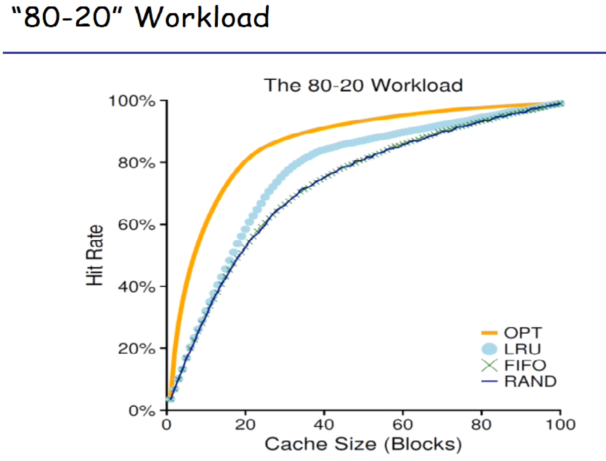 “80-20” Workload
The 80-20 Workload
100%
80%
60%
40%
20%
0%
Hit Rate
OPT
LRU
FIFO
RAND
0 20 40 60 80 100
Cache Size (Blocks)